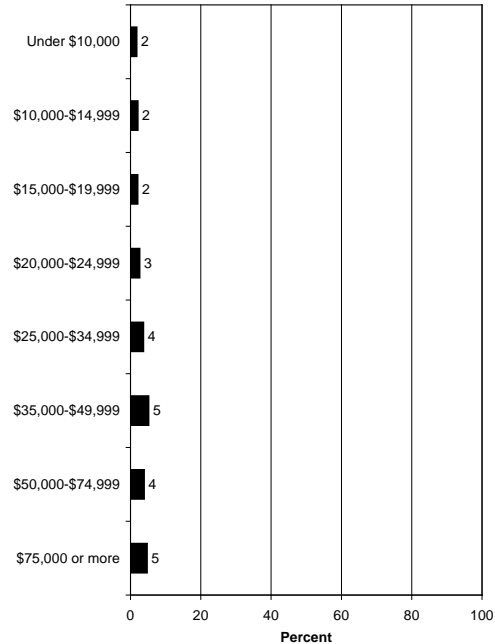 Under $10,000 2
$10,000-$14,999 2
$15,000-$19,999 2
$20,000-$24,999 3
$25,000-$34,999 4
$35,000-$49,999 5
$50,000-$74,999 4
$75,000 or more 5
0 20 40 60 80 100
Percent